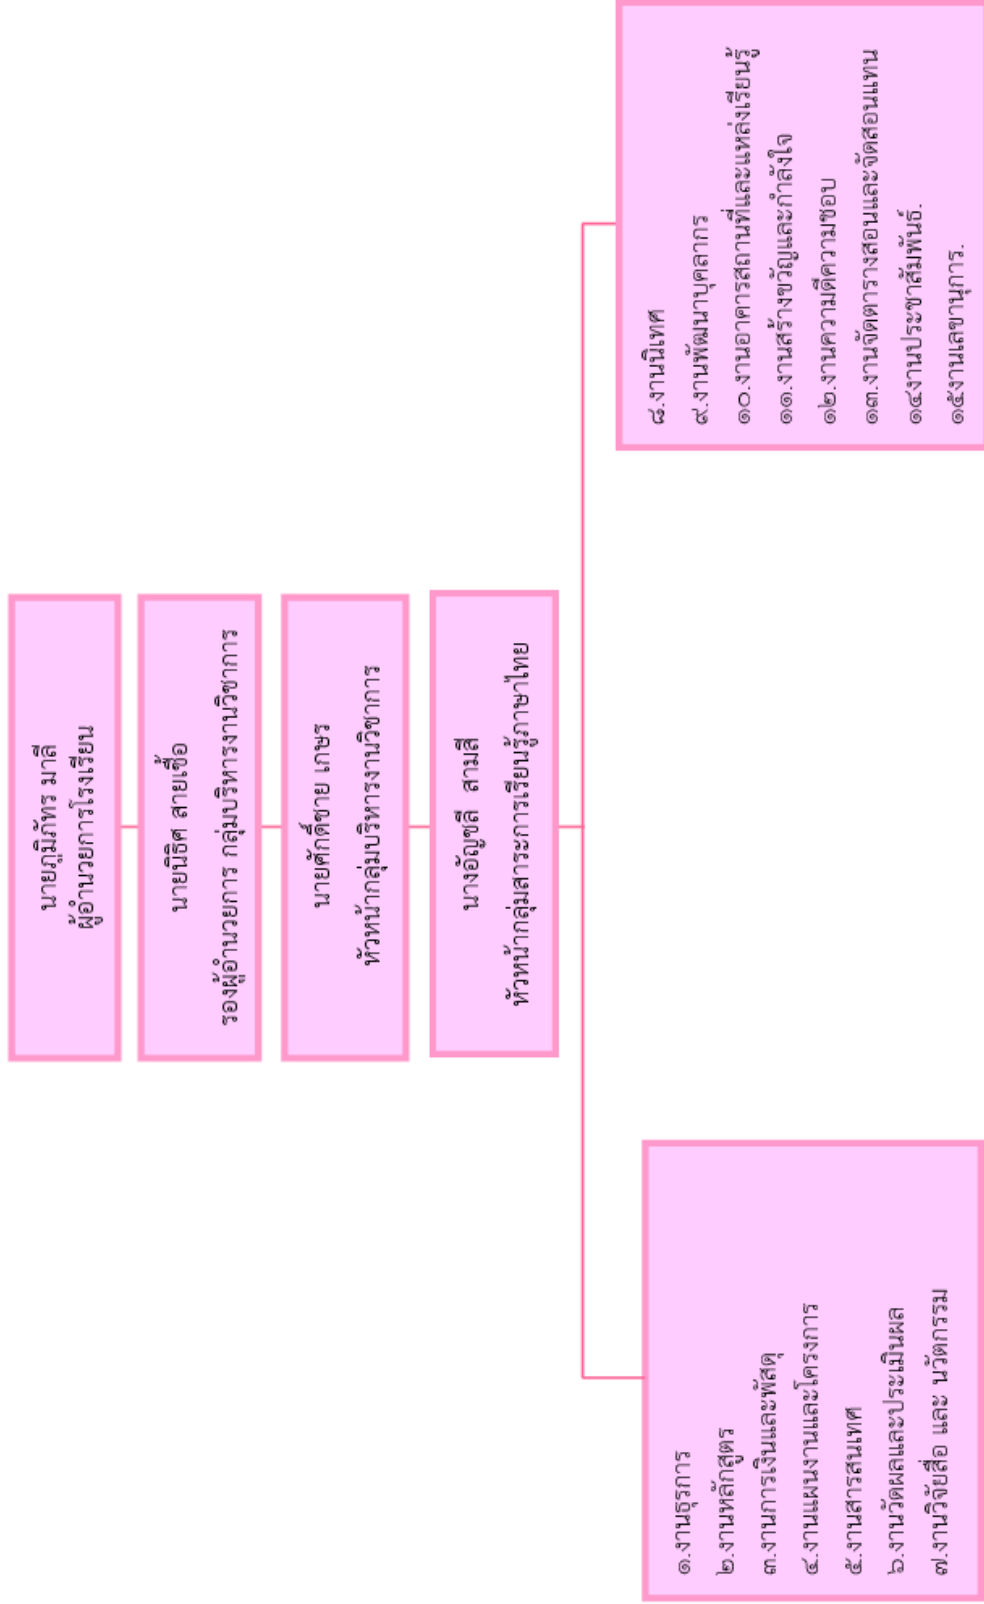 นายภูมิภัทร มาลี
ผู้อำนวยการโรงเรียน
นายนิธิศ สายเชื้อ
รองผู้อำนวยการ กลุ่มบริหารงานวิชาการ
นายศักดิ์ชาย เกษร
หัวหน้ากลุ่มบริหารงานวิชาการ
นางอัญชลี สามสี
หัวหน้ากลุ่มสาระการเรียนรู้ภาษาไทย
๑.งานธุรการ
๒.งานหลักสูตร
๓.งานการเงินและพัสดุ
๔.งานแผนงานและโครงการ
๕.งานสารสนเทศ
๖.งานวัดผลและประเมินผล
๗.งานวิจัยสื่อ และ นวัตกรรม
๘.งานนิเทศ
๙.งานพัฒนาบุคลากร
๑๐.งานอาคารสถานที่และแหล่งเรียนรู้
๑๑.งานสร้างขวัญและกำลังใจ
๑๒.งานความดีความชอบ
๑๓.งานจัดตารางสอนและจัดสอนแทน
๑๔งานประชาสัมพันธ์.
๑๕งานเลขานุการ.